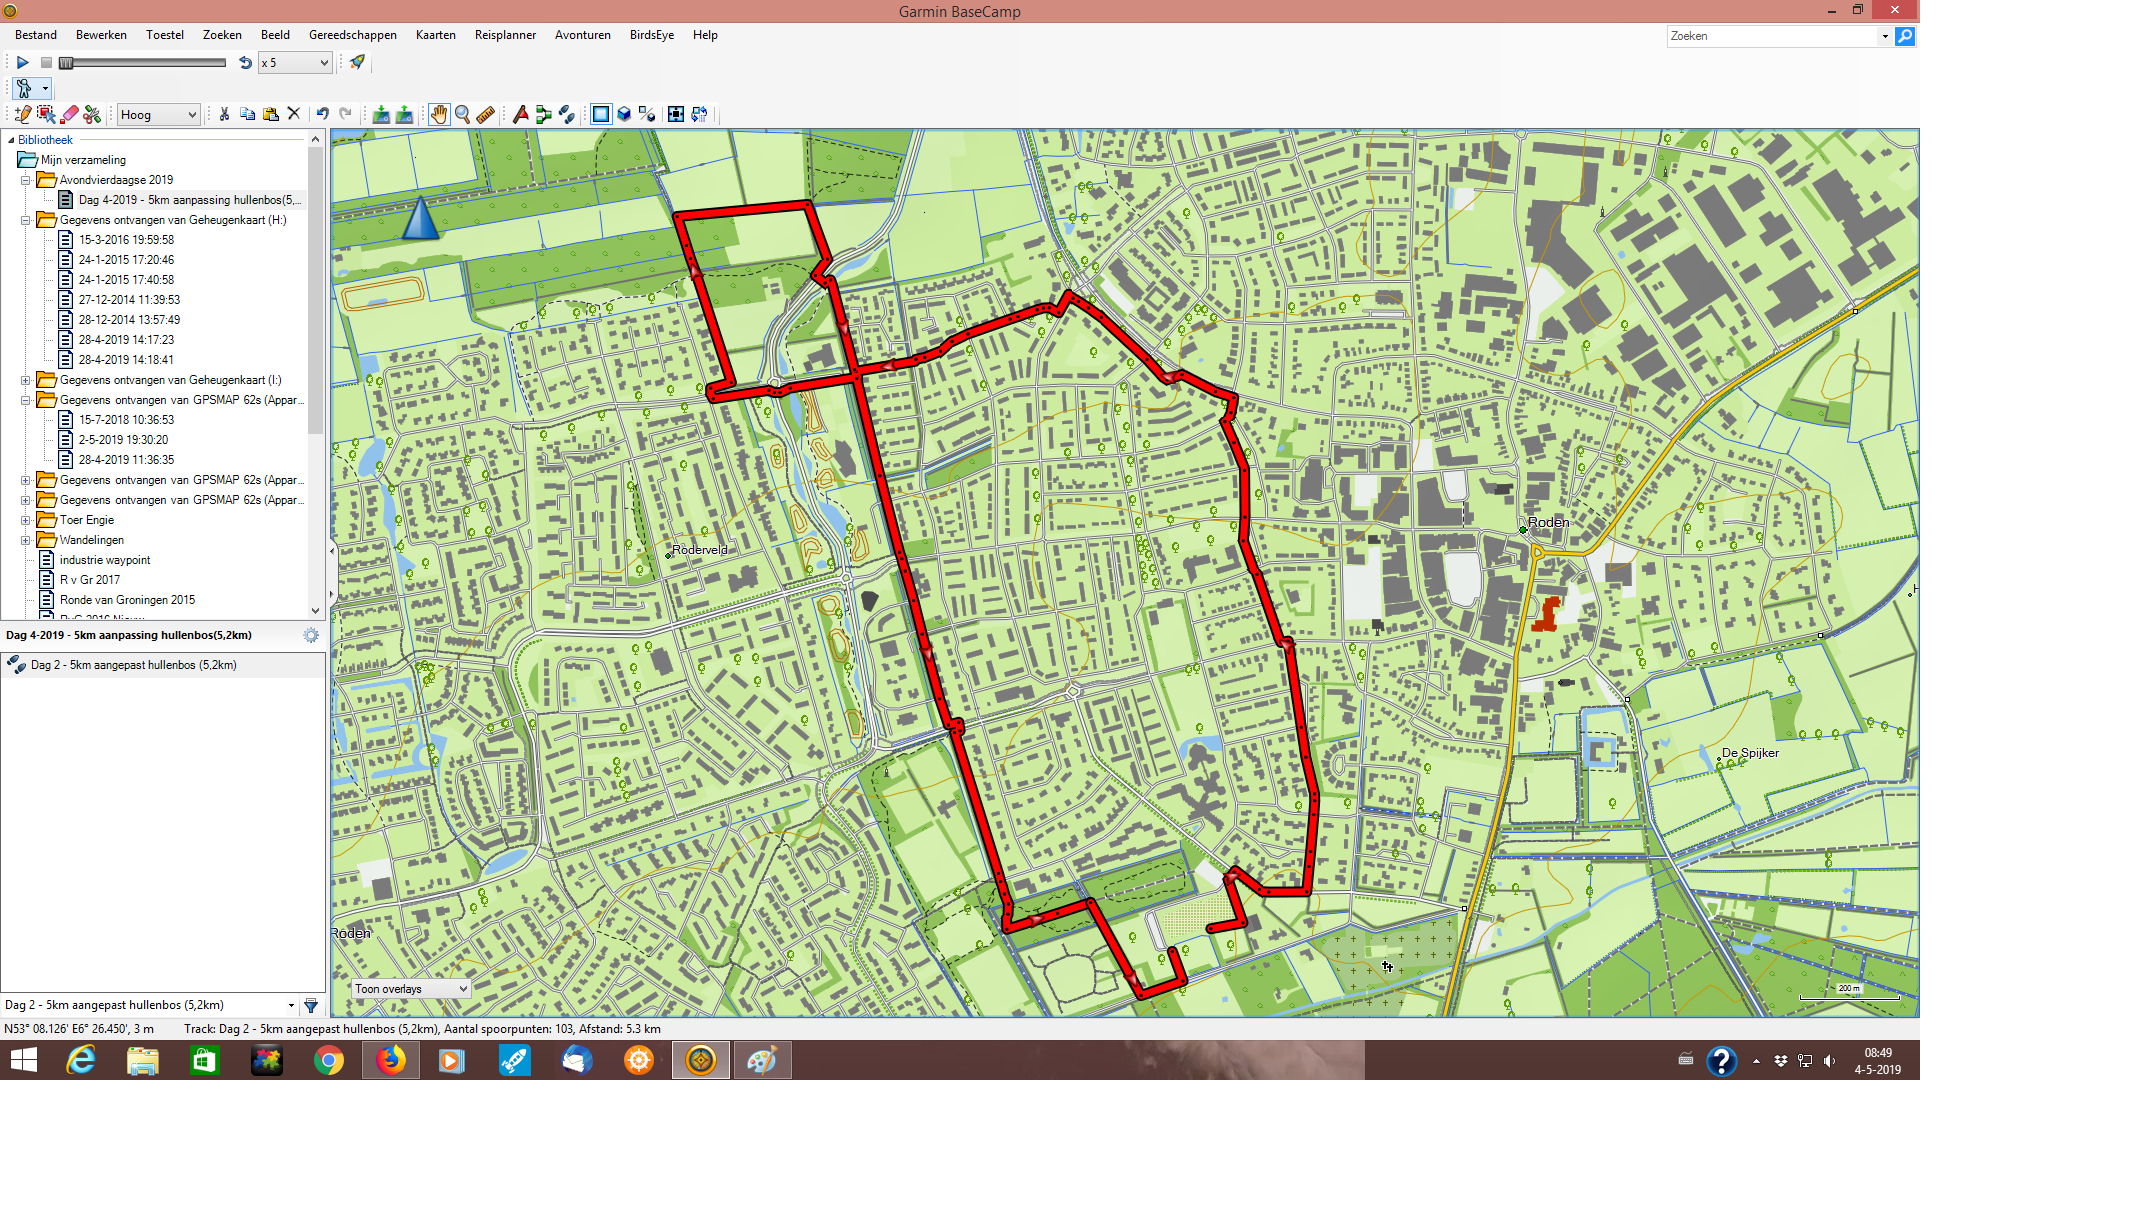 Garmin BaseCamp
Bestand Bewerken Toestel Zoeken Beeld Gereedschappen Kaarten Reisplanner Avonturen BirdsEye Help
Zoeken
x 5
Hoog
Bibliotheek
Mijn verzameling
Avondvierdaagse 2019
Dag 4-2019 - 5km aanpassing hullenbos(5,...
Gegevens ontvangen van Geheugenkaart (H:)
15-3-2016 19:59:58
24-1-2015 17:20:46
24-1-2015 17:40:58
27-12-2014 11:39:53
28-12-2014 13:57:49
28-4-2019 14:17:23
28-4-2019 14:18:41
Gegevens ontvangen van Geheugenkaart (I:)
Gegevens ontvangen van GPSMAP 62s (Appar...
15-7-2018 10:36:53
2-5-2019 19:30:20
28-4-2019 11:36:35
Gegevens ontvangen van GPSMAP 62s (Appar...
Gegevens ontvangen van GPSMAP 62s (Appar...
Toer Engie
Wandelingen
industrie waypoint
R v Gr 2017
Ronde van Groningen 2015
Dag 4-2019 - 5km aanpassing hullenbos(5,2km)
Dag 2 - 5km aangepast hullenbos (5,2km)
Roden
Roderveld
H
De Spijker
Roden
Toon overlays
200 m
Dag 2 - 5km aangepast hullenbos (5,2km)
N53° 08.126' E6° 26.450', 3 m Track: Dag 2 - 5km aangepast hullenbos (5,2km), Aantal spoorpunten: 103, Afstand: 5.3 km
08:49
4-5-2019